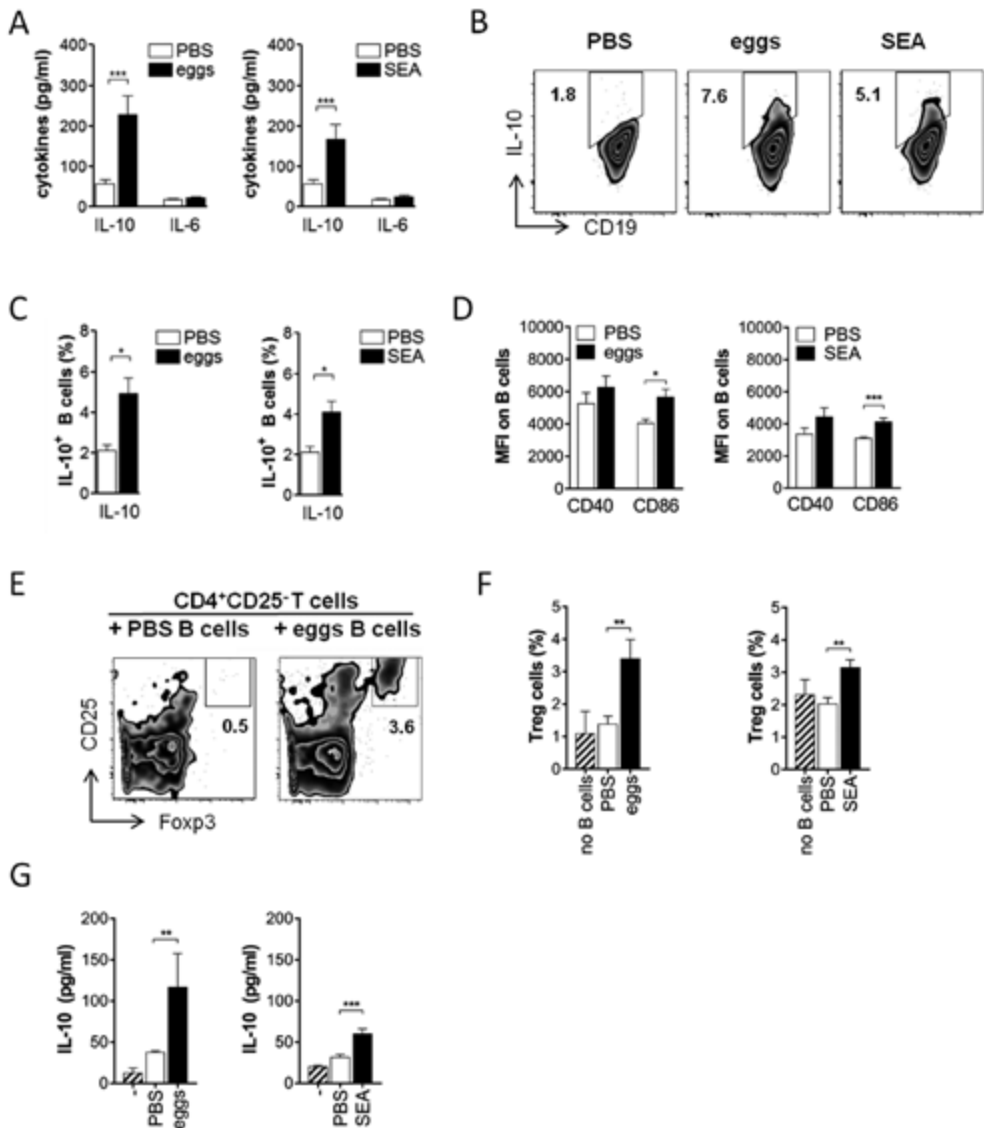 A
cytokines (pg/ml)
400
300
200
100
0
***
PBS
eggs
IL-10
IL-6
cytokines (pg/ml)
400
300
200
100
0
***
PBS
SEA
IL-10
IL-6
B
PBS
eggs
SEA
1.8
7.6
5.1
IL-10
CD19
C
IL-10+ B cells (%)
8
6
4
2
0
*
PBS
eggs
IL-10
IL-10+ B cells (%)
8
6
4
2
0
*
PBS
SEA
IL-10
D
MFI on B cells
10000
8000
6000
4000
2000
0
*
PBS
eggs
CD40
CD86
MFI on B cells
10000
8000
6000
4000
2000
0
***
PBS
SEA
CD40
CD86
E
CD4+CD25- T cells
+ PBS B cells
+ eggs B cells
0.5
3.6
CD25
Foxp3
F
Treg cells (%)
5
4
3
2
1
0
**
no B cells
PBS
eggs
Treg cells (%)
5
4
3
2
1
0
**
no B cells
PBS
SEA
G
IL-10 (pg/ml)
200
150
100
50
0
**
-
PBS
eggs
IL-10 (pg/ml)
200
150
100
50
0
***
-
PBS
SEA